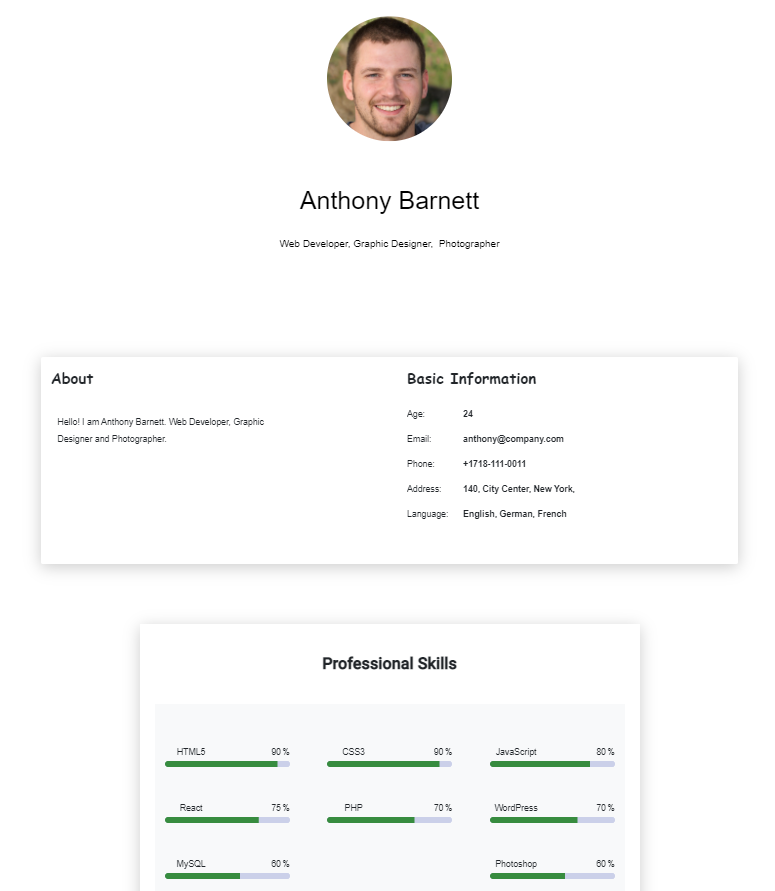 Anthony Barnett
Web Developer, Graphic Designer, Photographer
About
Hello! I am Anthony Barnett. Web Developer, Graphic
Designer and Photographer.
Basic Information
Age: 24
Email: anthony@company.com
Phone: +1718-111-0011
Address: 140, City Center, New York,
Language: English, German, French
Professional Skills
HTML5 90 % CSS3 90 % JavaScript 80 %
React 75 % PHP 70 % WordPress 70 %
MySQL 60 % Photoshop 60 %